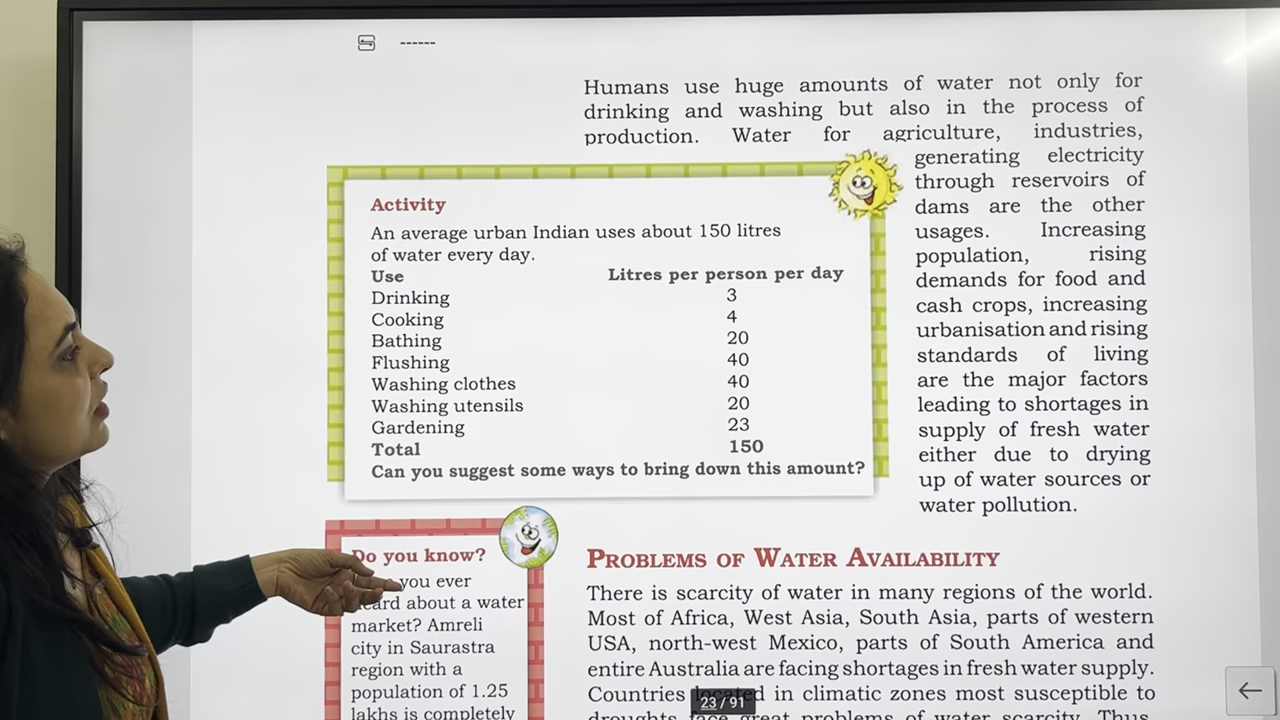 ------
Humans use huge amounts of water not only for
drinking and washing but also in the process of
production. Water for agriculture, industries,
generating electricity
through reservoirs of
dams are the other
usages. Increasing
population, rising
demands for food and
cash crops, increasing
urbanisation and rising
standards of living
are the major factors
leading to shortages in
supply of fresh water
either due to drying
up of water sources or
water pollution.
Activity
An average urban Indian uses about 150 litres
of water every day.
Use Litres per person per day
Drinking 3
Cooking 4
Bathing 20
Flushing 40
Washing clothes 40
Washing utensils 20
Gardening 23
Total 150
Can you suggest some ways to bring down this amount?
Do you know?
you ever
about a water
market? Amreli
city in Saurastra
region with a
population of 1.25
lakhs is completely
PROBLEMS OF WATER AVAILABILITY
There is scarcity of water in many regions of the world.
Most of Africa, West Asia, South Asia, parts of western
USA, north-west Mexico, parts of South America and
entire Australia are facing shortages in fresh water supply.
Countries located in climatic zones most susceptible to
droughts face great problems of water scarcity. Thus
23 / 91